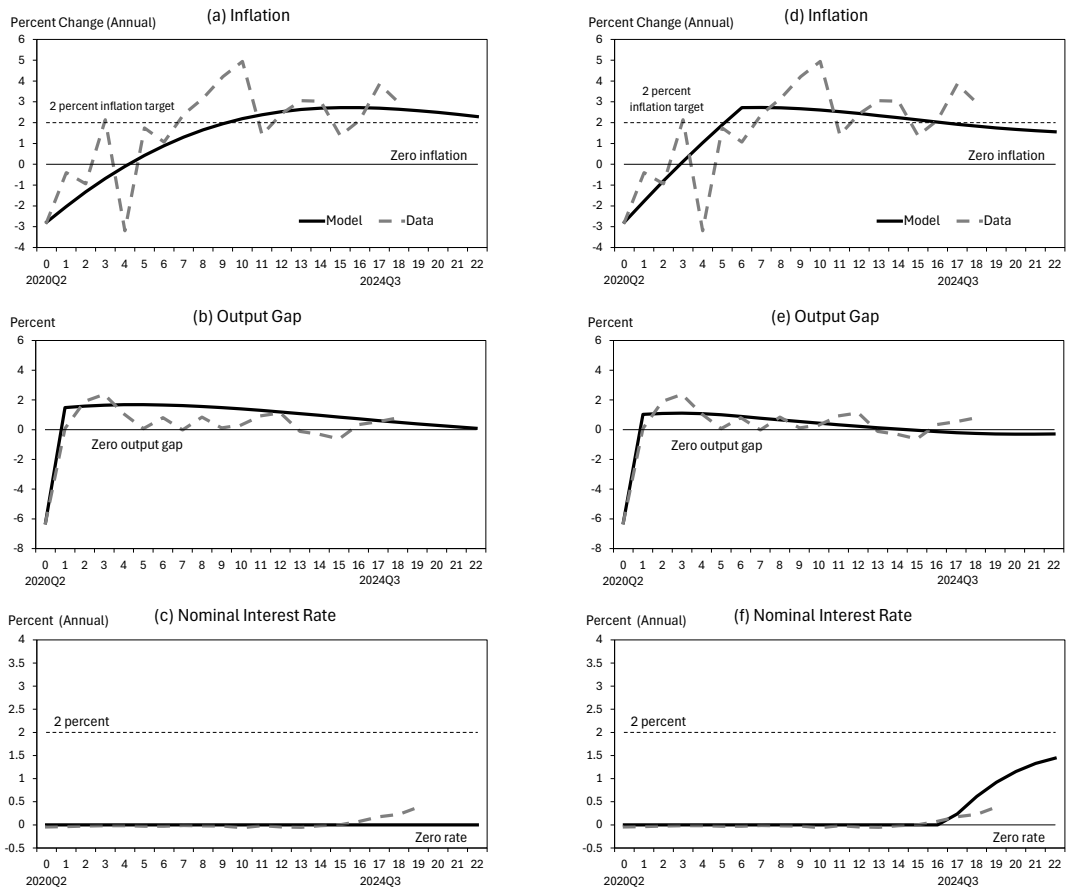 (a) Inflation
Percent Change (Annual)
6
5
4
3
2
1
0
-1
-2
-3
-4
2 percent inflation target
Zero inflation
Model Data
0 1 2 3 4 5 6 7 8 9 10 11 12 13 14 15 16 17 18 19 20 21 22
2020Q2 2024Q3
(d) Inflation
Percent Change (Annual)
6
5
4
3
2
1
0
-1
-2
-3
-4
2 percent
inflation target
Zero inflation
Model Data
0 1 2 3 4 5 6 7 8 9 10 11 12 13 14 15 16 17 18 19 20 21 22
2020Q2 2024Q3
(b) Output Gap
Percent
6
4
2
0
-2
-4
-6
-8
Zero output gap
0 1 2 3 4 5 6 7 8 9 10 11 12 13 14 15 16 17 18 19 20 21 22
2020Q2 2024Q3
(e) Output Gap
Percent
6
4
2
0
-2
-4
-6
-8
Zero output gap
0 1 2 3 4 5 6 7 8 9 10 11 12 13 14 15 16 17 18 19 20 21 22
2020Q2 2024Q3
(c) Nominal Interest Rate
Percent (Annual)
4
3.5
3
2.5
2
1.5
1
0.5
0
-0.5
2 percent
Zero rate
0 1 2 3 4 5 6 7 8 9 10 11 12 13 14 15 16 17 18 19 20 21 22
2020Q2 2024Q3
(f) Nominal Interest Rate
Percent (Annual)
4
3.5
3
2.5
2
1.5
1
0.5
0
-0.5
2 percent
Zero rate
0 1 2 3 4 5 6 7 8 9 10 11 12 13 14 15 16 17 18 19 20 21 22
2020Q2 2024Q3